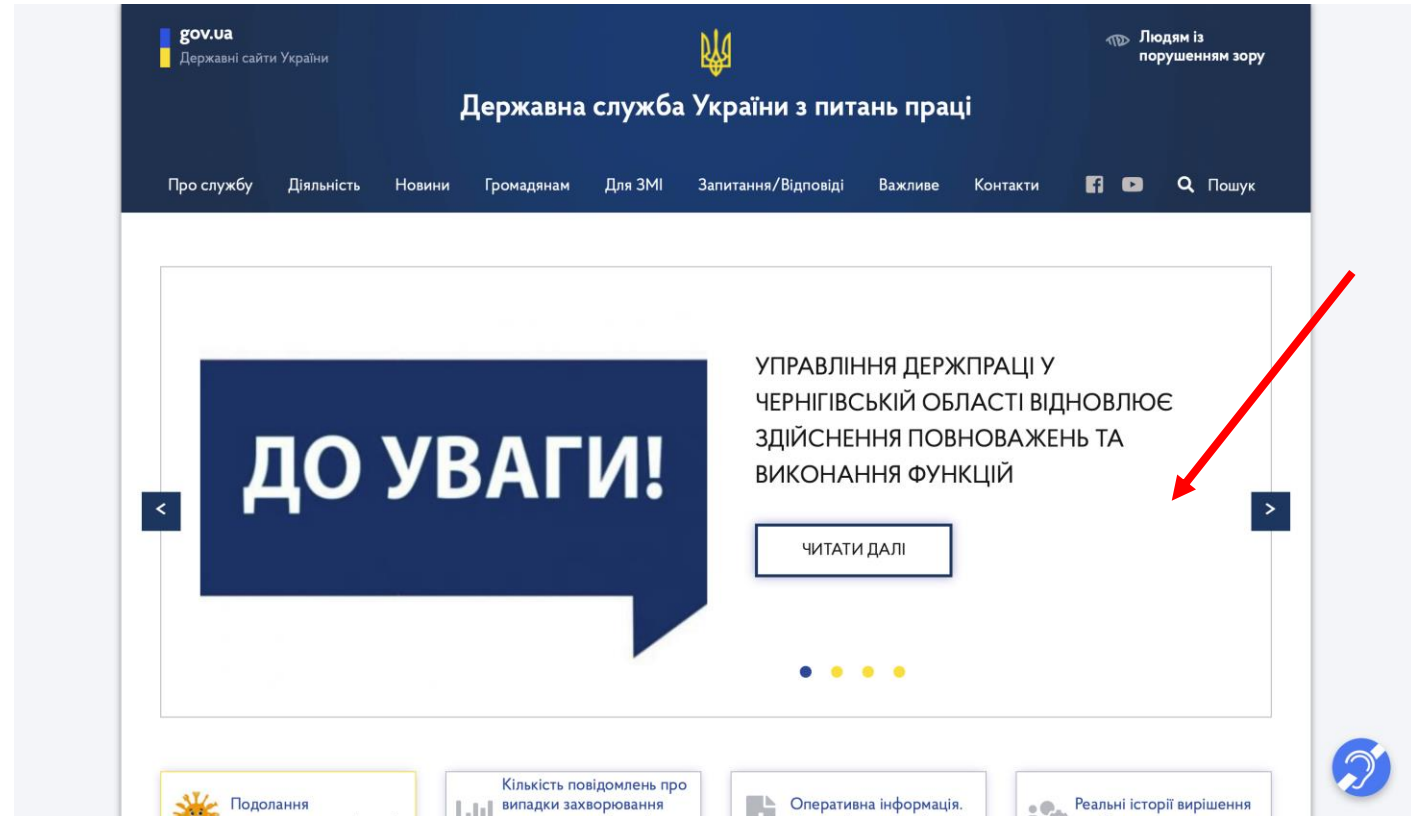 gov.ua
Державні сайти України
Людям із
порушенням зору
Державна служба України з питань праці
Про службу Діяльність Новини Громадянам Для ЗМІ Запитання/Відповіді Важливе Контакти Пошук
ДО УВАГИ!
УПРАВЛІННЯ ДЕРЖПРАЦІ У
ЧЕРНІГІВСЬКІЙ ОБЛАСТІ ВІДНОВЛЮЄ
ЗДІЙСНЕННЯ ПОВНОВАЖЕНЬ ТА
ВИКОНАННЯ ФУНКЦІЙ
<
>
ЧИТАТИ ДАЛІ
Подолання
Кількість повідомлень про
випадки захворювання
Оперативна інформація.
Реальні історії вирішення